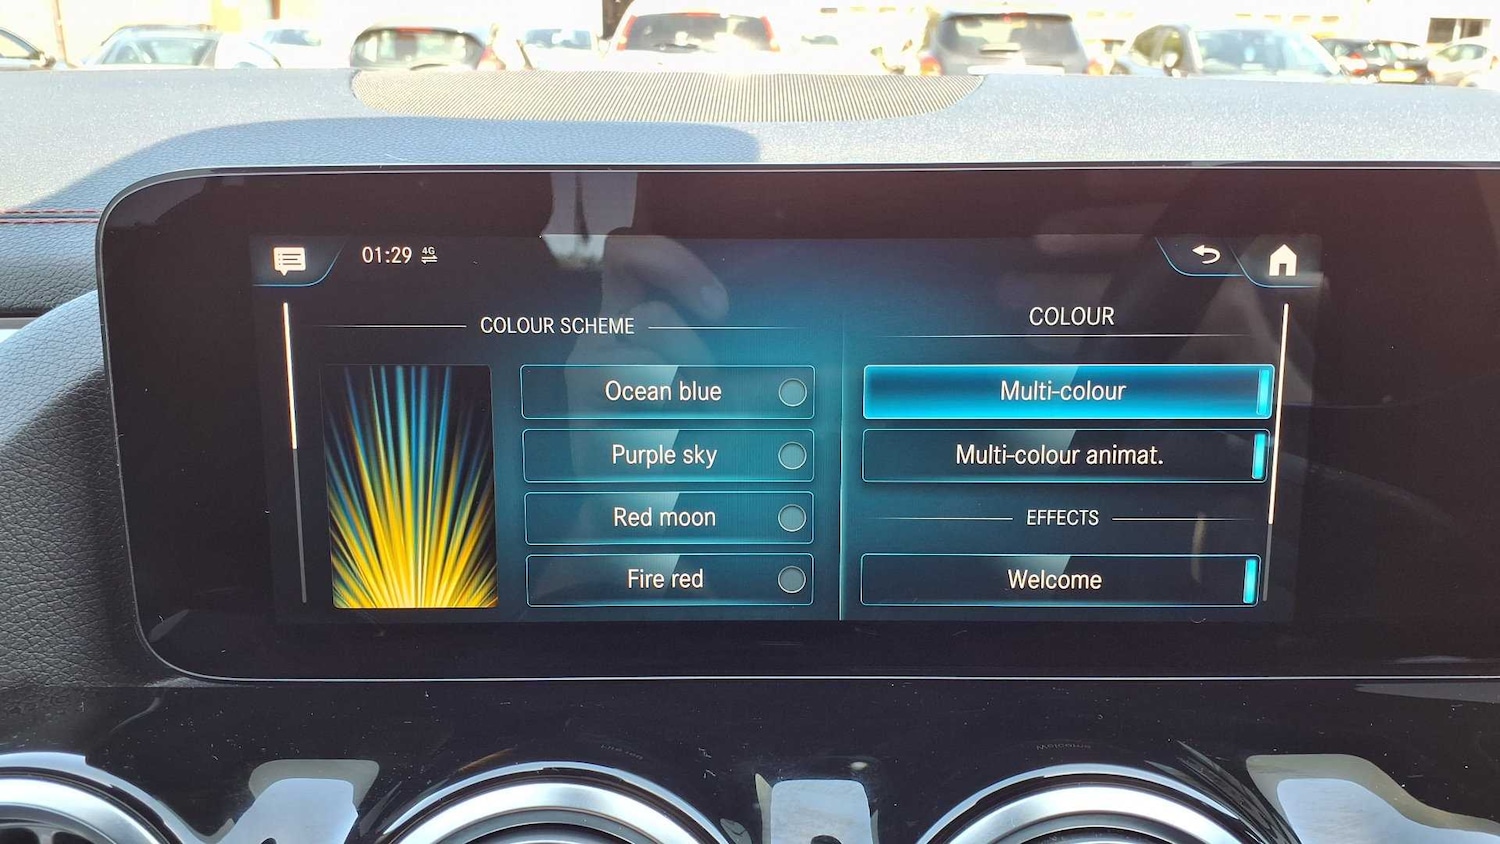 01:29 4G
COLOUR SCHEME
Ocean blue
Purple sky
Red moon
Fire red
COLOUR
Multi-colour
Multi-colour animat.
EFFECTS
Welcome